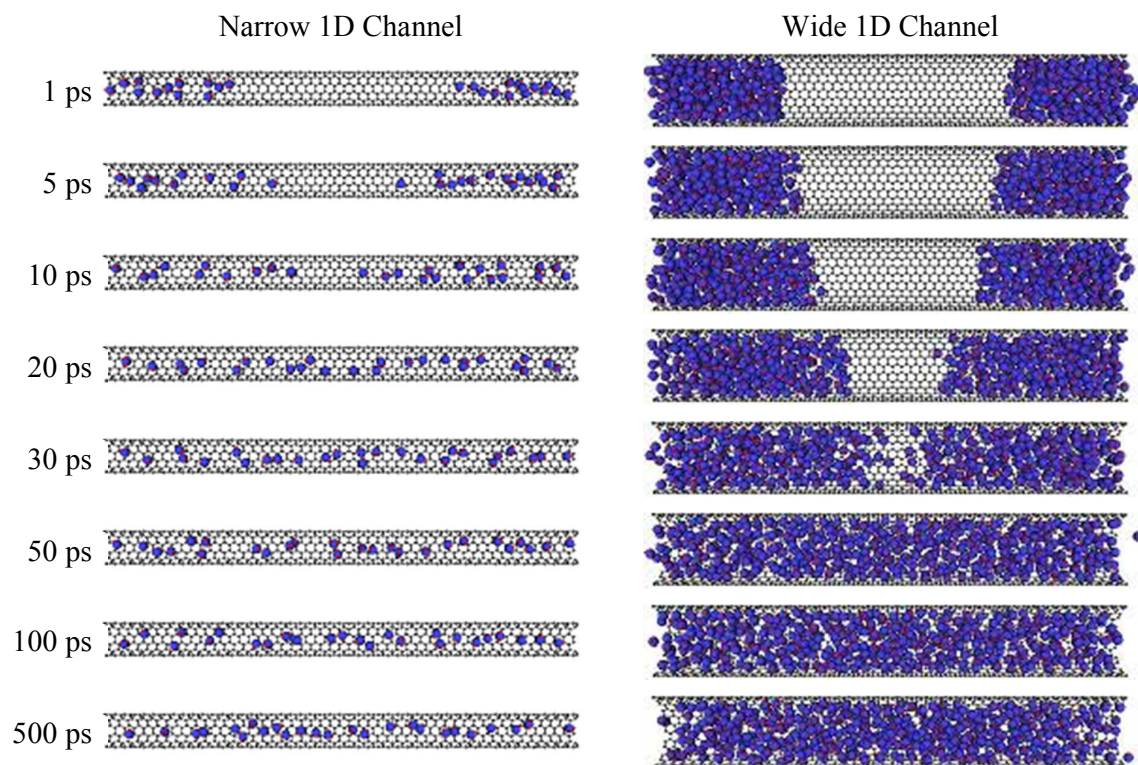 Narrow 1D Channel
Wide 1D Channel
1 ps
5 ps
10 ps
20 ps
30 ps
50 ps
100 ps
500 ps